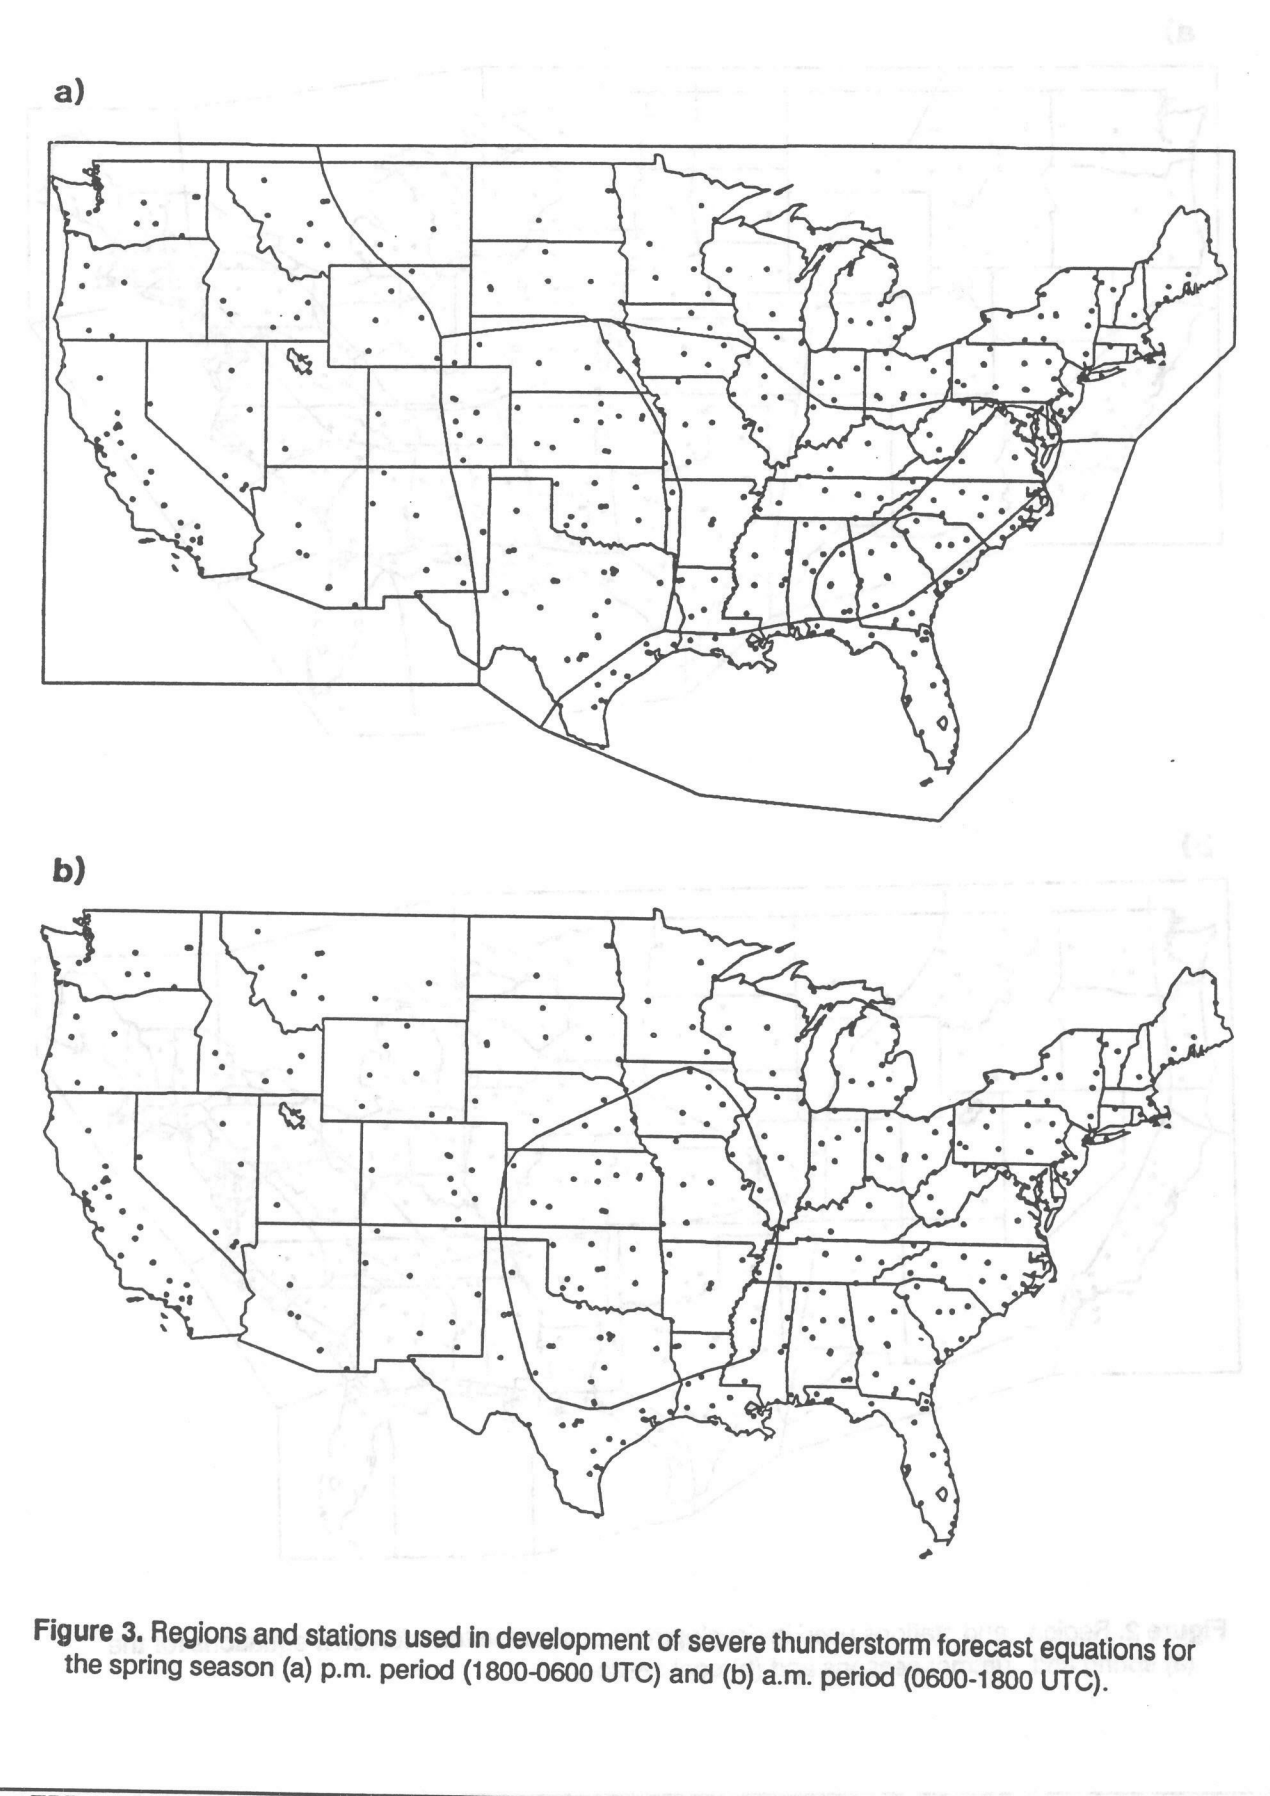 a)
b)
Figure 3. Regions and stations used in development of severe thunderstorm forecast equations for
the spring season (a) p.m. period (1800-0600 UTC) and (b) a.m. period (0600-1800 UTC).